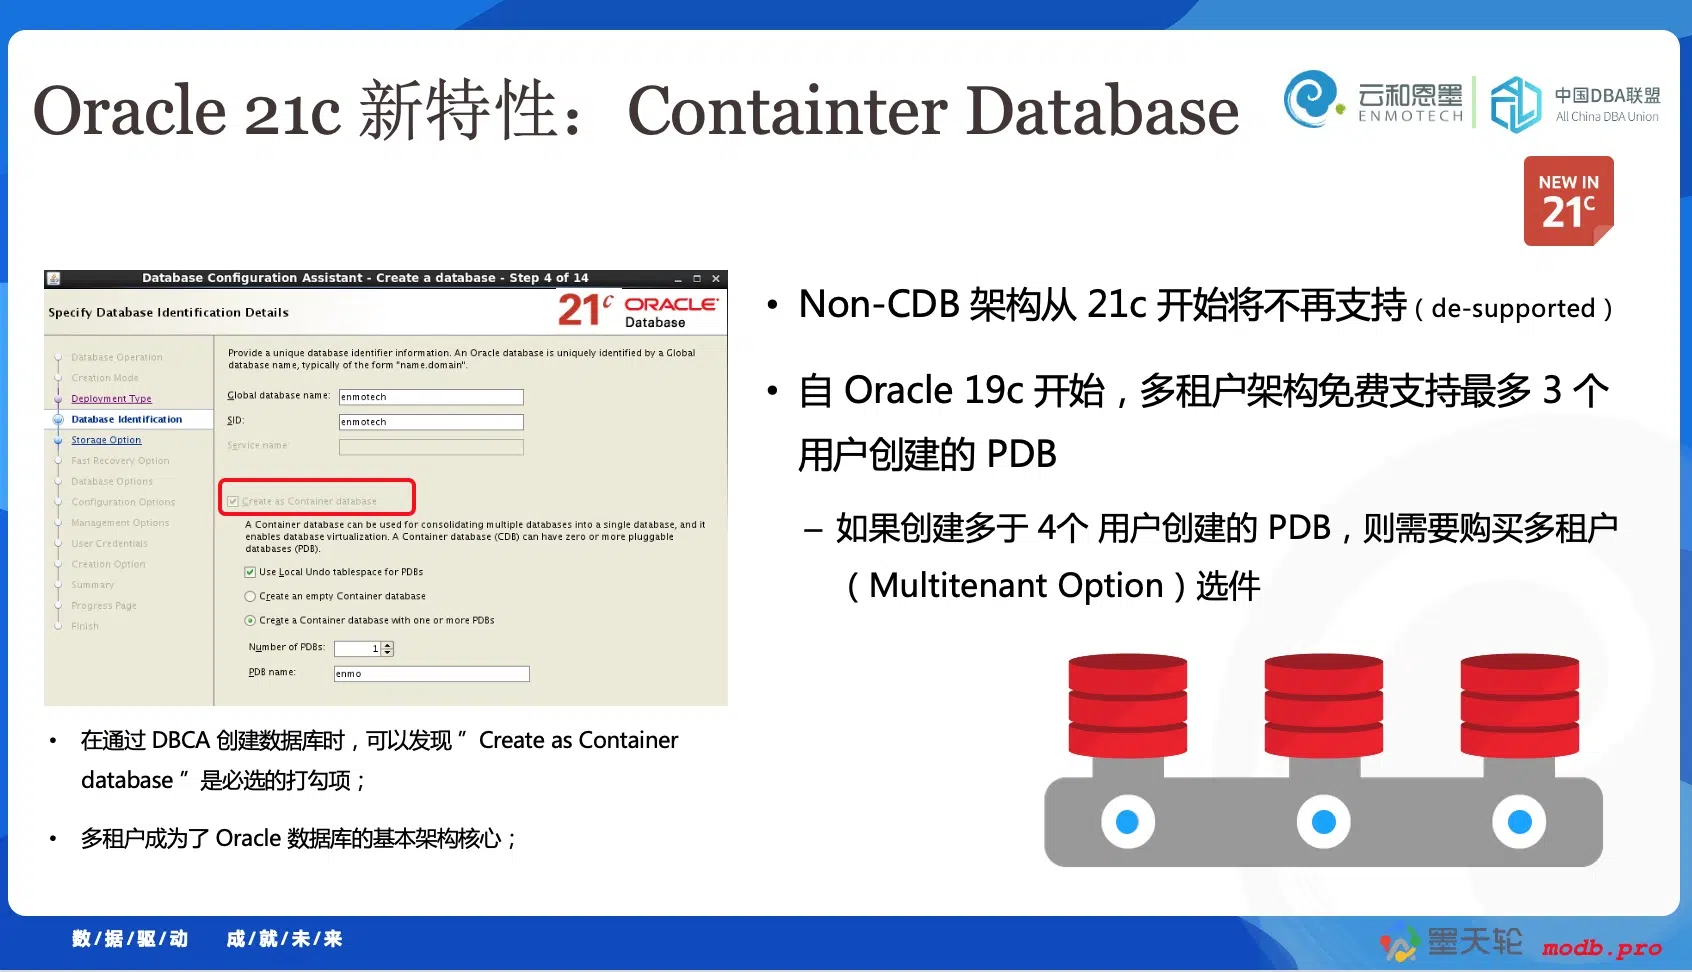 Oracle 21c 新特性： Containter Database
云和恩墨
ENMOTECH
中国DBA联盟
All China DBA Union
NEW IN
21c
Database Configuration Assistant - Create a database - Step 4 of 14
Specify Database Identification Details
21c ORACLE
Database
Database Operation
Creation Mode
Deployment Type
Database Identification
Storage Option
Fast Recovery Option
Database Options
Configuration Options
Management Options
User Credentials
Creation Option
Summary
Progress Page
Finish
Provide a unique database identifier information. An Oracle database is uniquely identified by a Global
database name, typically of the form "name.domain".
Global database name: enmotech
SID: enmotech
Service name:
Create as Container database
A Container database can be used for consolidating multiple databases into a single database, and it
enables database virtualization. A Container database (CDB) can have zero or more pluggable
databases (PDB).
Use Local Undo tablespace for PDBs
Create an empty Container database
Create a Container database with one or more PDBs
Number of PDBs: 1
PDB name: enmo
• 在通过 DBCA 创建数据库时，可以发现 ” Create as Container
database ” 是必选的打勾项；
• 多租户成为了 Oracle 数据库的基本架构核心；
• Non-CDB 架构从 21c 开始将不再支持（de-supported）
• 自 Oracle 19c 开始，多租户架构免费支持最多 3 个
用户创建的 PDB
– 如果创建多于 4个 用户创建的 PDB，则需要购买多租户
（Multitenant Option）选件
数/据/驱/动 成/就/未/来
墨天轮 modb.pro